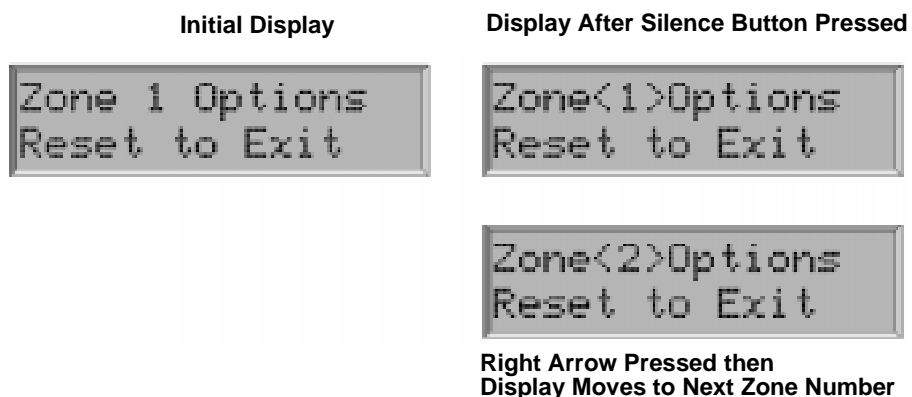 Initial Display
Zone 1 Options
Reset to Exit
Display After Silence Button Pressed
Zone<1>Options
Reset to Exit
Zone<2>Options
Reset to Exit
Right Arrow Pressed then
Display Moves to Next Zone Number